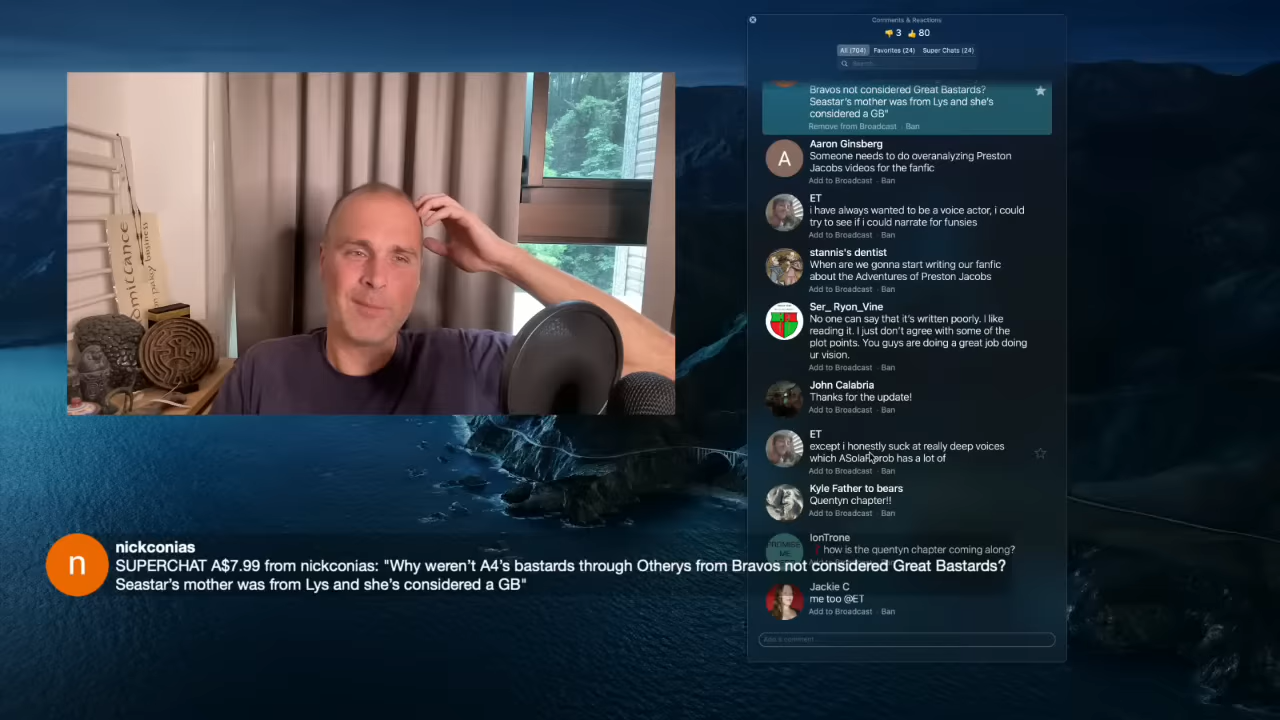 Comments & Reactions
3 80
All (764) Favorites (24) Super Chats (24)
Search...
Bravos not considered Great Bastards?
Seastar's mother was from Lys and she's
considered a GB"
Remove from Broadcast · Ban
A
Aaron Ginsberg
Someone needs to do overanalyzing Preston
Jacobs videos for the fanfic
Add to Broadcast · Ban
ET
i have always wanted to be a voice actor, i could
try to see if i could narrate for funsies
Add to Broadcast · Ban
stannis's dentist
When are we gonna start writing our fanfic
about the Adventures of Preston Jacobs
Add to Broadcast · Ban
Ser_ Ryon_Vine
No one can say that it's written poorly. I like
reading it. I just don't agree with some of the
plot points. You guys are doing a great job doing
ur vision.
Add to Broadcast · Ban
John Calabria
Thanks for the update!
Add to Broadcast · Ban
ET
except i honestly suck at really deep voices
which ASoIaF prob has a lot of
Add to Broadcast · Ban
Kyle Father to bears
Quentyn chapter!!
Add to Broadcast · Ban
IonTrone
PROMISE
ME
how is the quentyn chapter coming along?
Jackie C
me too @ET
Add to Broadcast · Ban
Add a comment...
n
nickconias
SUPERCHAT A$7.99 from nickconias: "Why weren't A4's bastards through Otherys from Bravos not considered Great Bastards?
Seastar's mother was from Lys and she's considered a GB"